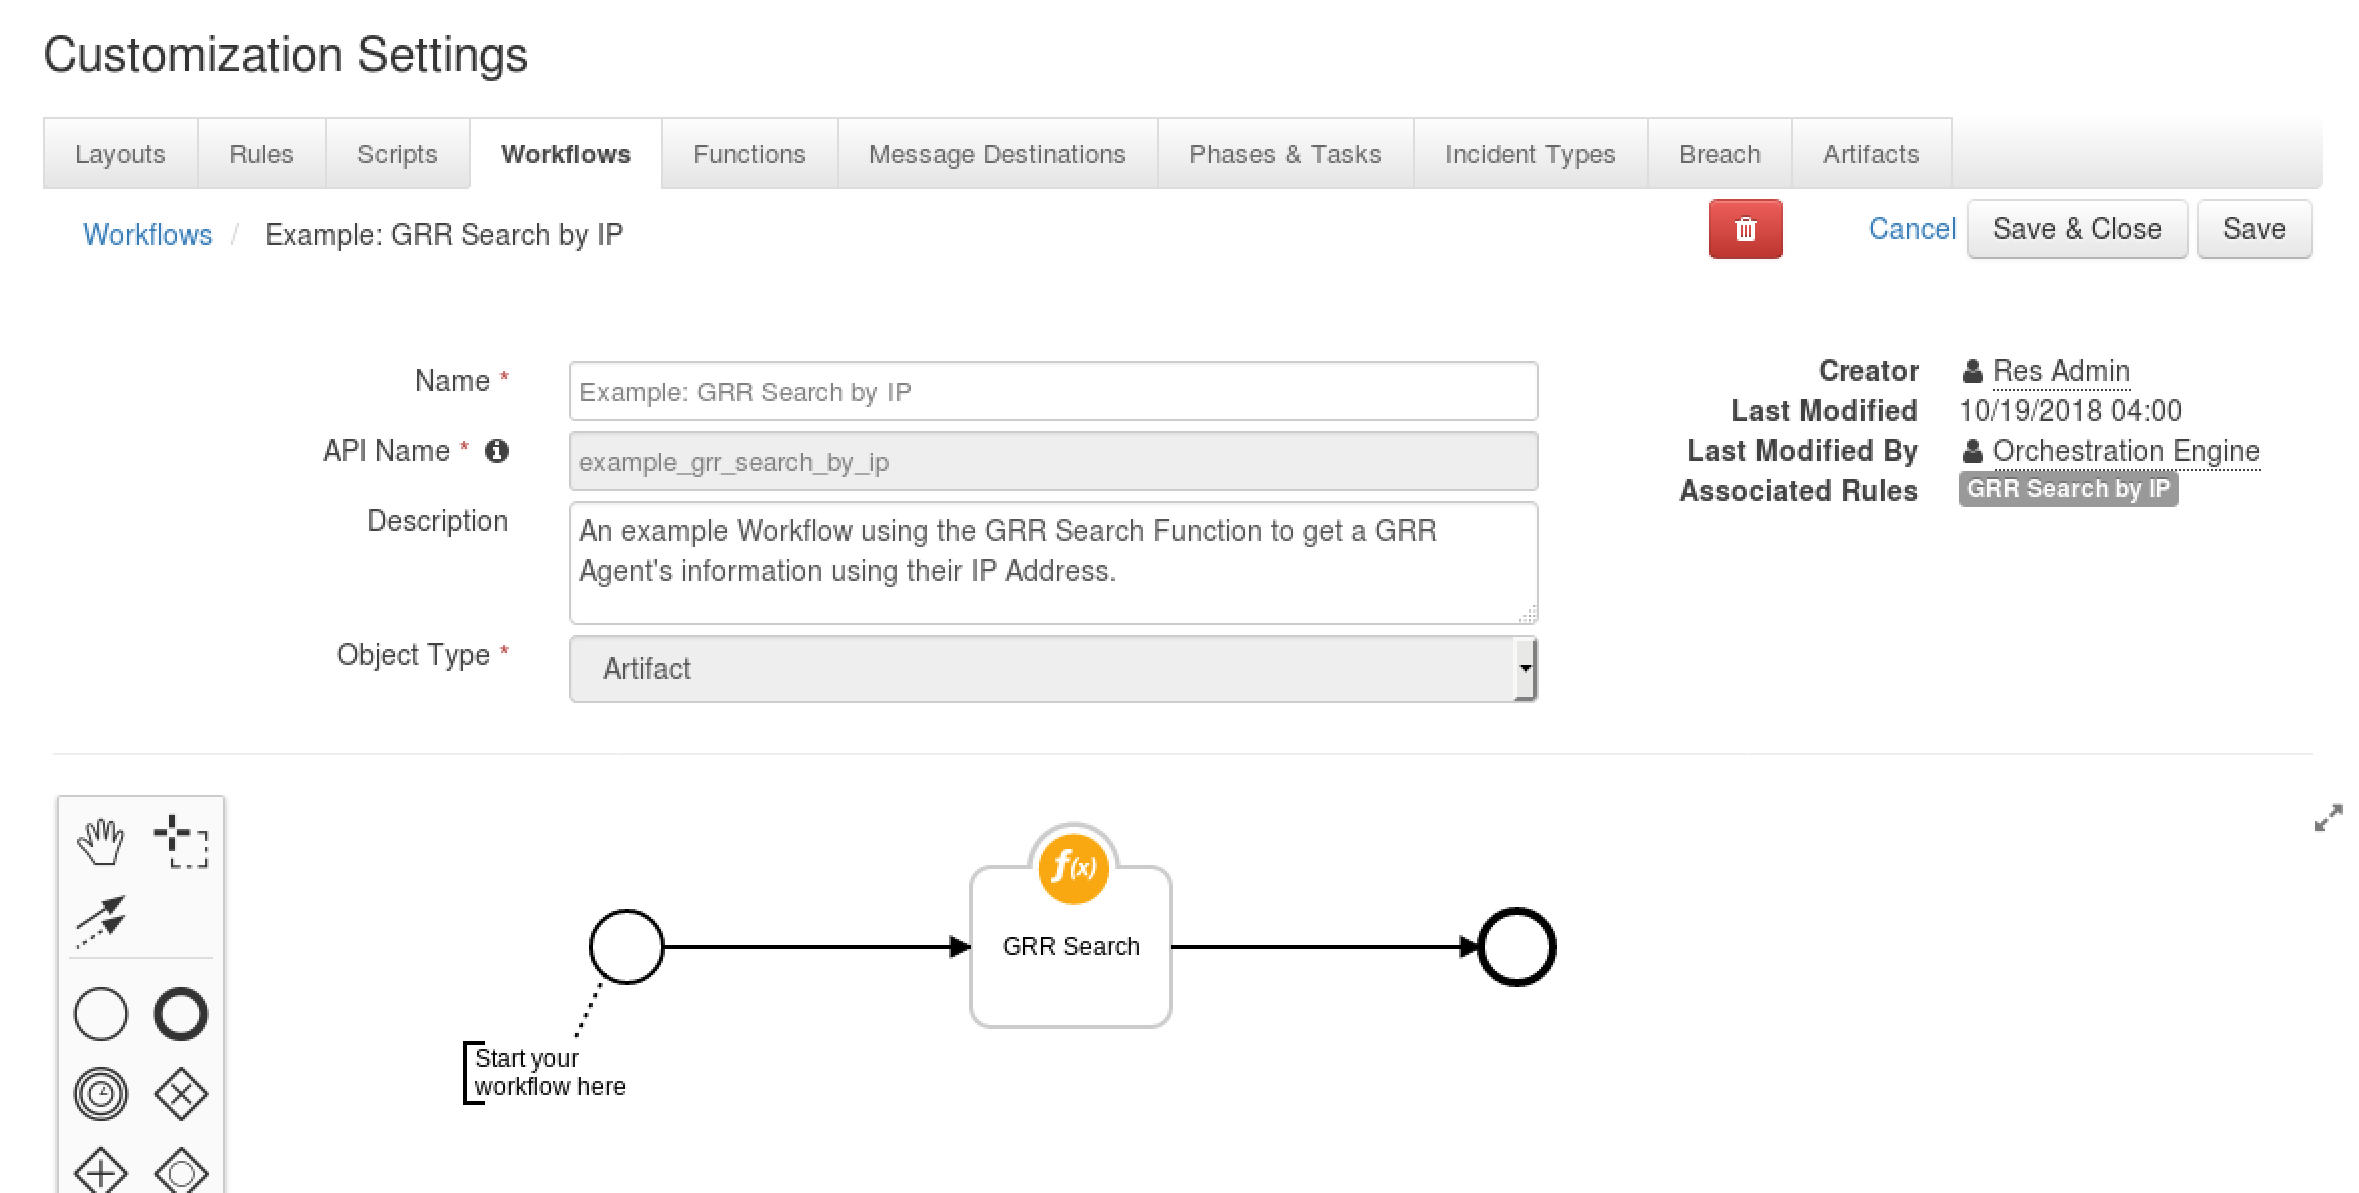 Customization Settings
Layouts Rules Scripts Workflows Functions Message Destinations Phases & Tasks Incident Types Breach Artifacts
Workflows / Example: GRR Search by IP Cancel Save & Close Save
Name * Example: GRR Search by IP
API Name * example_grr_search_by_ip
Description An example Workflow using the GRR Search Function to get a GRR
Agent's information using their IP Address.
Object Type * Artifact
Creator Res Admin
Last Modified 10/19/2018 04:00
Last Modified By Orchestration Engine
Associated Rules GRR Search by IP
f(x)
GRR Search
Start your
workflow here